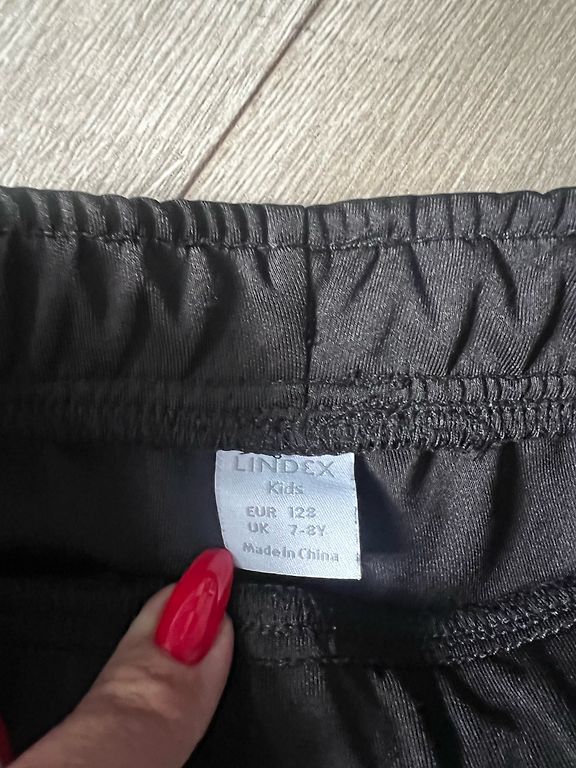 LINDEX
Kids
EUR 128
UK 7-8Y
Made in China